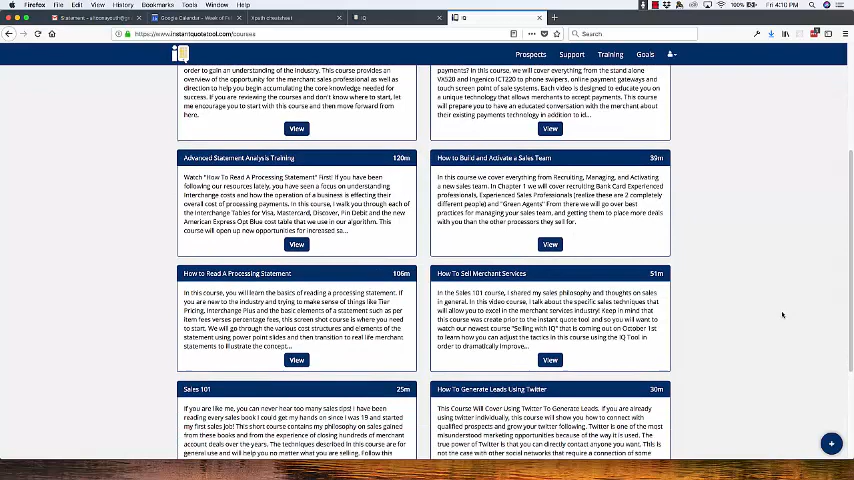 Firefox File Edit View History Bookmarks Tools Window Help 100% Fri 4:10 PM
Google Calendar - Week of Fe
Xpath cheatsheet
IQ
IQ
https://www.instantquotetool.com/courses
Search
Prospects Support Training Goals
order to gain an understanding of the industry. This course provides an
overview of the opportunity for the merchant sales professional as well as
direction to help you begin accumulating the core knowledge needed for
success. If you are reviewing the courses and don't know where to start, let
me encourage you to start with this course and then move forward from
here.
View
payments? In this course, we will cover everything from the stand alone
VX520 and Ingenico ICT220 to phone swipers, online payment gateways and
touch screen point of sale systems. Each video is designed to educate you on
a unique technology that allows merchants to accept payments. This course
will prepare you to have an educated conversation with the merchant about
their existing payments technology in addition to id...
View
Advanced Statement Analysis Training 120m
Watch "How To Read A Processing Statement" First! If you have been
following our resources lately, you have seen a focus on understanding
Interchange costs and how the operation of a business is effecting their
overall cost of processing payments. In this course, I walk you through each
of the Interchange Tables for Visa, Mastercard, Discover, Pin Debit and the new
American Express Opt Blue cost table that we use in our algorithm. This
course will open up new opportunities for increased sa...
View
How to Build and Activate a Sales Team 39m
In this course we cover everything from Recruiting, Managing, and Activating
a new sales team. In Chapter 1 we will cover recruiting Bank Card Experienced
professionals, Experienced Sales Professionals (realize these are 2 completely
different people) and "Green Agents" From there we will go over best
practices for managing your sales team, and getting them to place more deals
with you than the other processors they sell for.
View
How to Read A Processing Statement 106m
In this course, you will learn the basics of reading a processing statement. If
you are new to the industry and trying to make sense of things like Tier
Pricing, Interchange Plus and the basic elements of a statement such as per
item fees verses percentage fees, this screen shot course is where you need
to start. We will go through the various cost structures and elements of the
statement using power point slides and then transition to real life merchant
statements to illustrate the concept...
View
How To Sell Merchant Services 51m
In the Sales 101 course, I shared my sales philosophy and thoughts on sales
in general. In this video course, I talk about the specific sales techniques that
will allow you to excel in the merchant services industry! Keep in mind that
this course was create prior to the instant quote tool and so make sure you
watch our newest course "Selling with IQ" that is coming out on October 1st
to learn how you can adjust the tactics in this course using the IQ Tool in
order to dramatically improve...
View
Sales 101 25m
If you are like me, you can never hear too many sales tips! I have been
reading every sales book I could get my hands on since I was 19 and started
my first sales job! This short course contains my philosophy on sales gained
from these books and from the experience of closing hundreds of merchant
account deals over the years. The techniques described in this course are for
general use and will help you no matter what you are selling. Follow this
How To Generate Leads Using Twitter 30m
This Course Will Cover Using Twitter To Generate Leads. If you are already
using twitter individually, this course will show you how to connect with
qualified prospects and grow your twitter following. Twitter is one of the most
misunderstood marketing opportunities because of the way it is used. The
true power of Twitter is that you can directly contact anyone you want. This
is not the case with other social networks that require a connection of some